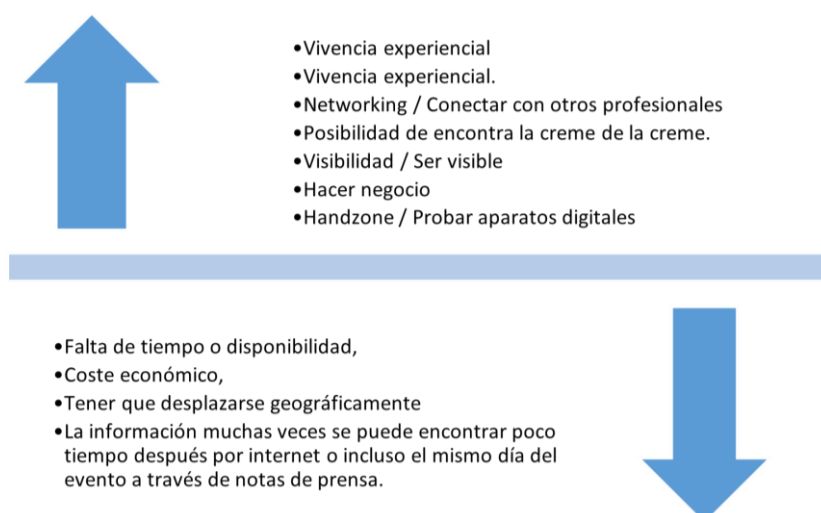 •Vivencia experiencial
•Vivencia experiencial.
•Networking / Conectar con otros profesionales
•Posibilidad de encontra la creme de la creme.
•Visibilidad / Ser visible
•Hacer negocio
•Handzone / Probar aparatos digitales
•Falta de tiempo o disponibilidad,
•Coste económico,
•Tener que desplazarse geográficamente
•La información muchas veces se puede encontrar poco
tiempo después por internet o incluso el mismo día del
evento a través de notas de prensa.